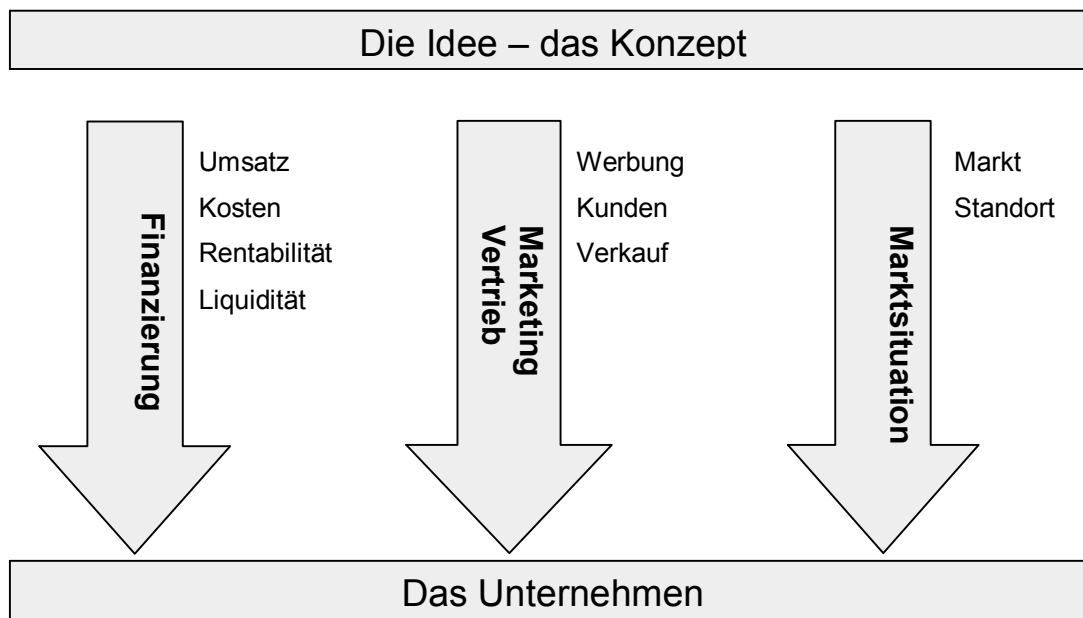 Die Idee – das Konzept
Finanzierung
Umsatz
Kosten
Rentabilität
Liquidität
Marketing
Vertrieb
Werbung
Kunden
Verkauf
Marktsituation
Markt
Standort
Das Unternehmen